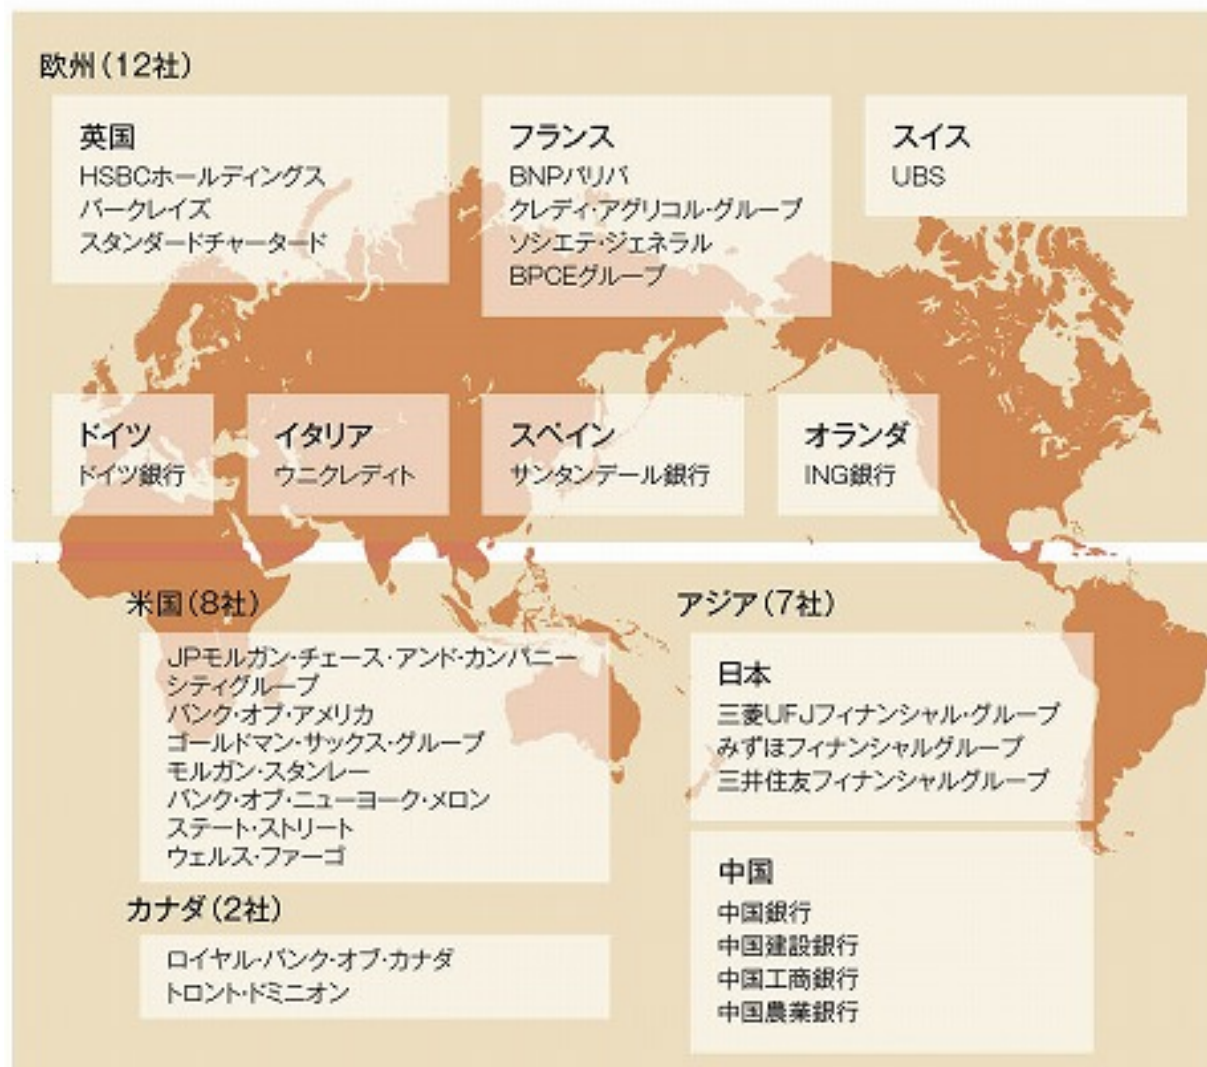 欧州(12社)
英国
HSBCホールディングス
バークレイズ
スタンダードチャータード
フランス
BNPパリバ
クレディ・アグリコル・グループ
ソシエテ・ジェネラル
BPCEグループ
スイス
UBS
ドイツ
ドイツ銀行
イタリア
ウニクレディト
スペイン
サンタンデール銀行
オランダ
ING銀行
米国(8社)
JPモルガン・チェース・アンド・カンパニー
シティグループ
バンク・オブ・アメリカ
ゴールドマン・サックス・グループ
モルガン・スタンレー
バンク・オブ・ニューヨーク・メロン
ステート・ストリート
ウェルス・ファーゴ
カナダ(2社)
ロイヤル・バンク・オブ・カナダ
トロント・ドミニオン
アジア(7社)
日本
三菱UFJフィナンシャル・グループ
みずほフィナンシャルグループ
三井住友フィナンシャルグループ
中国
中国銀行
中国建設銀行
中国工商銀行
中国農業銀行